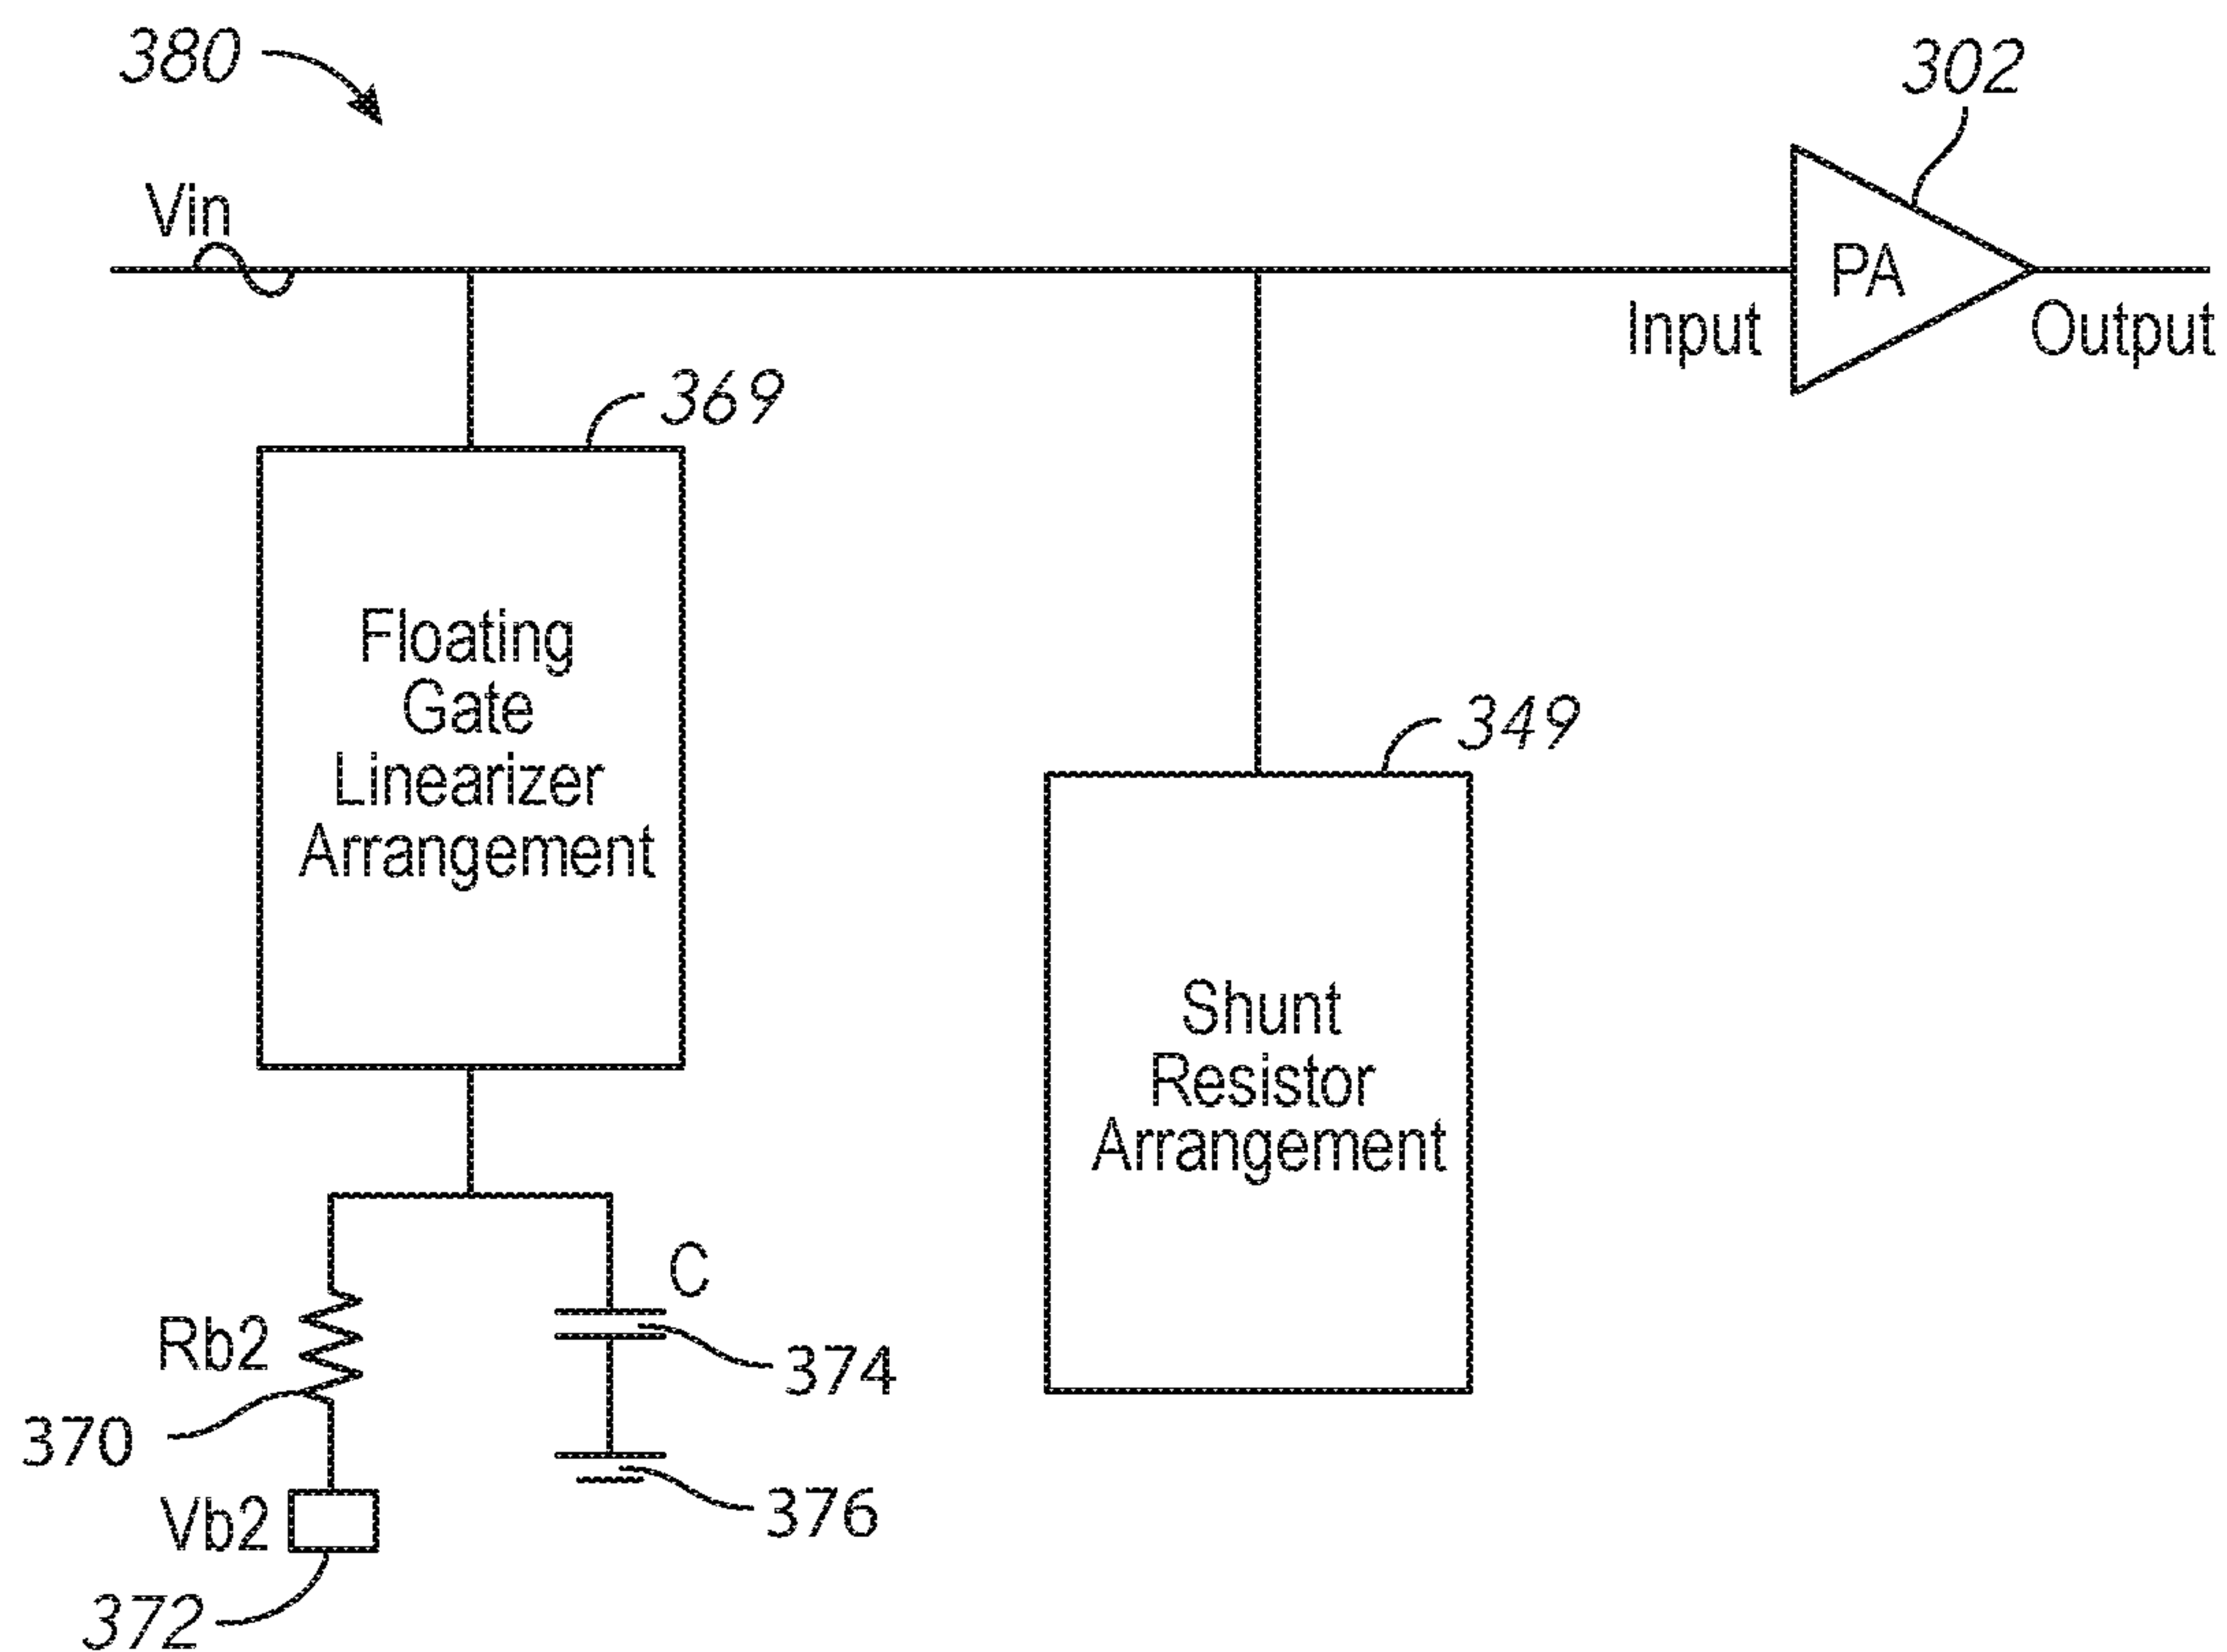 380
302
Vin
PA
Input
Output
369
Floating
Gate
Linearizer
Arrangement
349
Shunt
Resistor
Arrangement
C
Rb2
374
370
376
Vb2
372